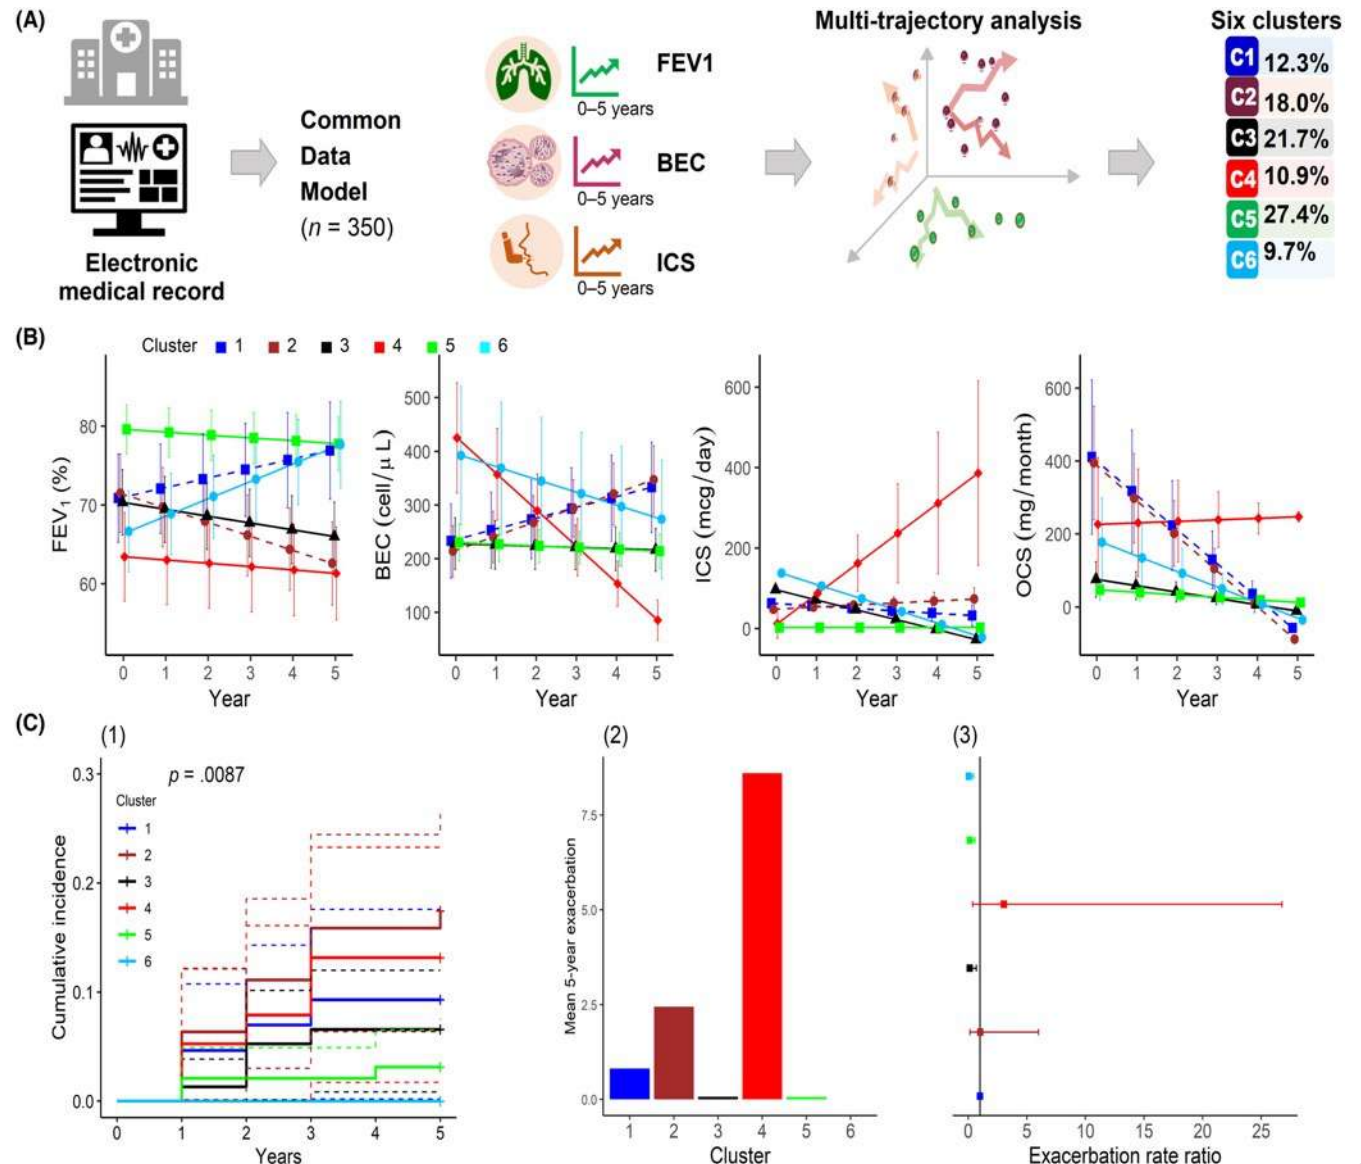 (A)
Multi-trajectory analysis
Six clusters
Common
Data
Model
(n = 350)
Electronic
medical record
FEV1
0–5 years
BEC
0–5 years
ICS
0–5 years
C1 12.3%
C2 18.0%
C3 21.7%
C4 10.9%
C5 27.4%
C6 9.7%
(B)
Cluster 1 2 3 4 5 6
FEV₁ (%)
80
70
60
0 1 2 3 4 5
Year
BEC (cell/μ L)
500
400
300
200
100
0 1 2 3 4 5
Year
ICS (mcg/day)
600
400
200
0
0 1 2 3 4 5
Year
OCS (mg/month)
600
400
200
0
0 1 2 3 4 5
Year
(C)
(1)
p = .0087
Cluster
1
2
3
4
5
6
Cumulative incidence
0.3
0.2
0.1
0.0
0 1 2 3 4 5
Years
(2)
Mean 5-year exacerbation
7.5
5.0
2.5
0.0
1 2 3 4 5 6
Cluster
(3)
0 5 10 15 20 25
Exacerbation rate ratio